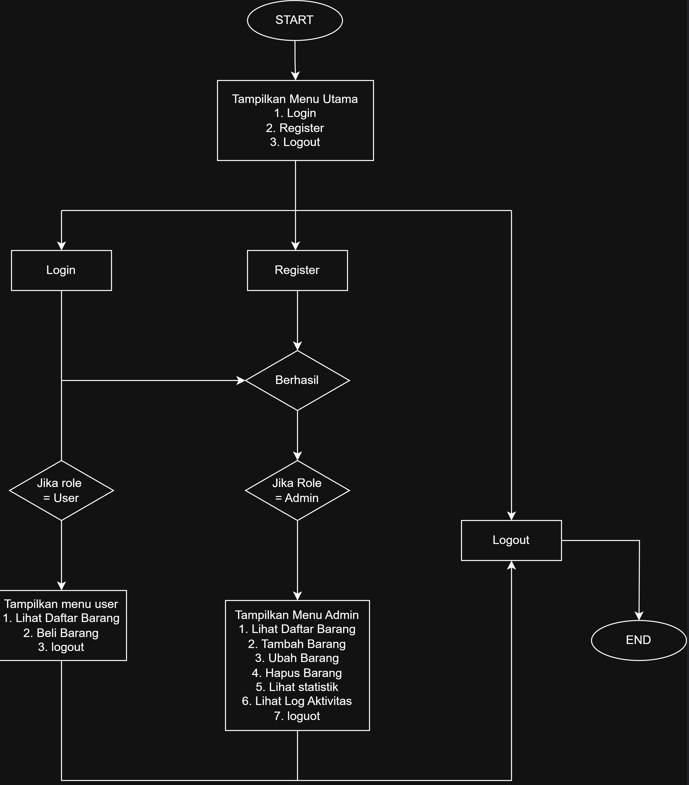 START
Tampilkan Menu Utama
1. Login
2. Register
3. Logout
Login
Register
Berhasil
Jika role
= User
Jika Role
= Admin
Logout
Tampilkan menu user
1. Lihat Daftar Barang
2. Beli Barang
3. logout
Tampilkan Menu Admin
1. Lihat Daftar Barang
2. Tambah Barang
3. Ubah Barang
4. Hapus Barang
5. Lihat statistik
6. Lihat Log Aktivitas
7. loguot
END